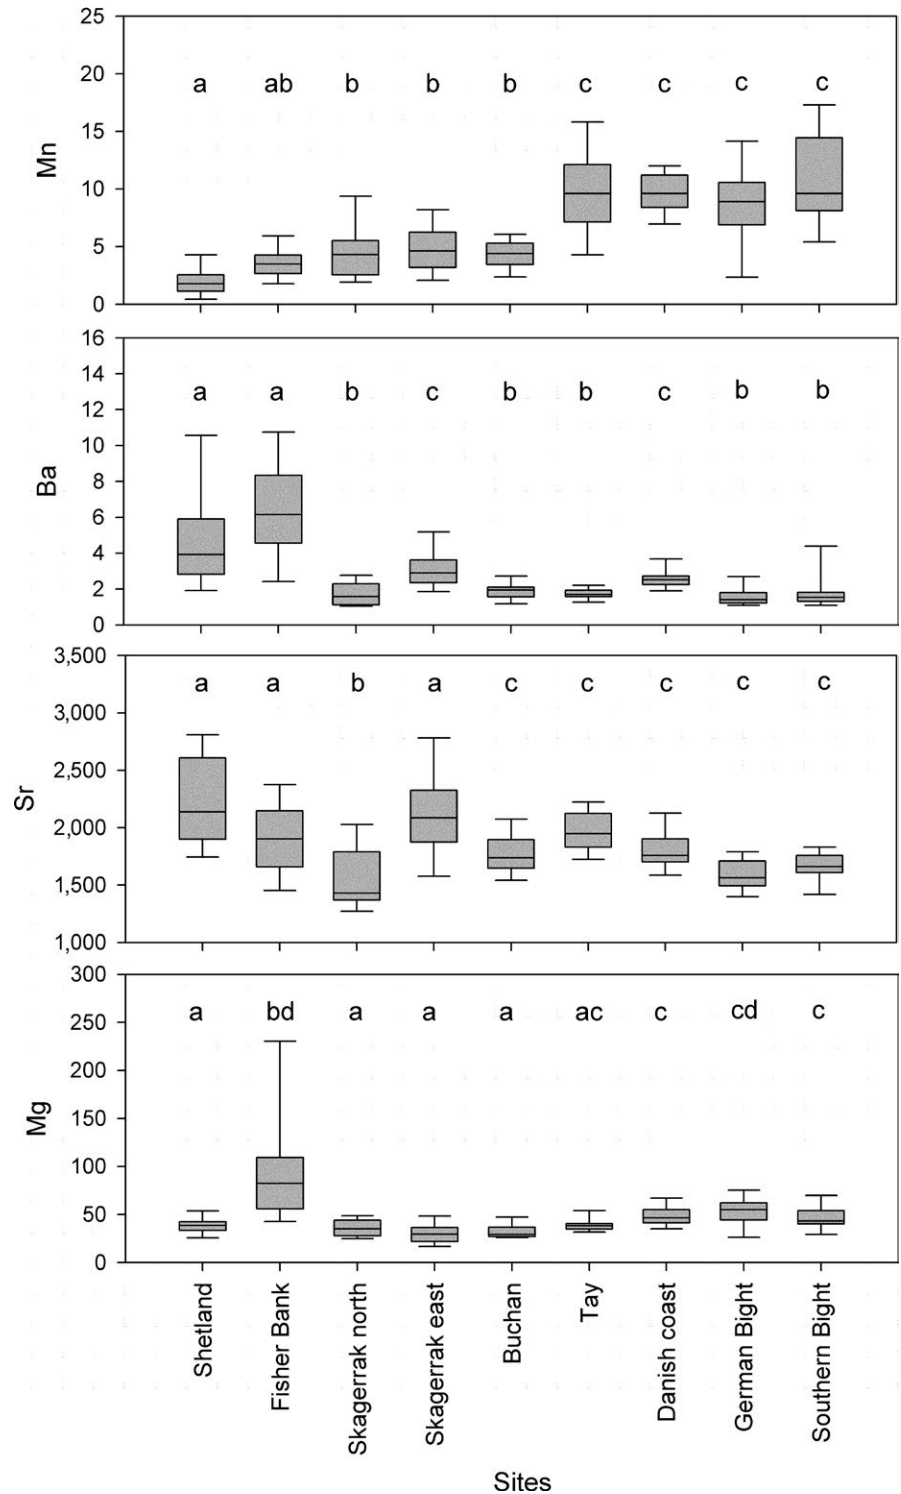 25
20
15
10
5
0
Mn
a ab b b b c c c c
16
14
12
10
8
6
4
2
0
Ba
a a b c b b c b b
3,500
3,000
2,500
2,000
1,500
1,000
Sr
a a b a c c c c c
300
250
200
150
100
50
0
Mg
a bd a a a ac c cd c
Shetland
Fisher Bank
Skagerrak north
Skagerrak east
Buchan
Tay
Danish coast
German Bight
Southern Bight
Sites